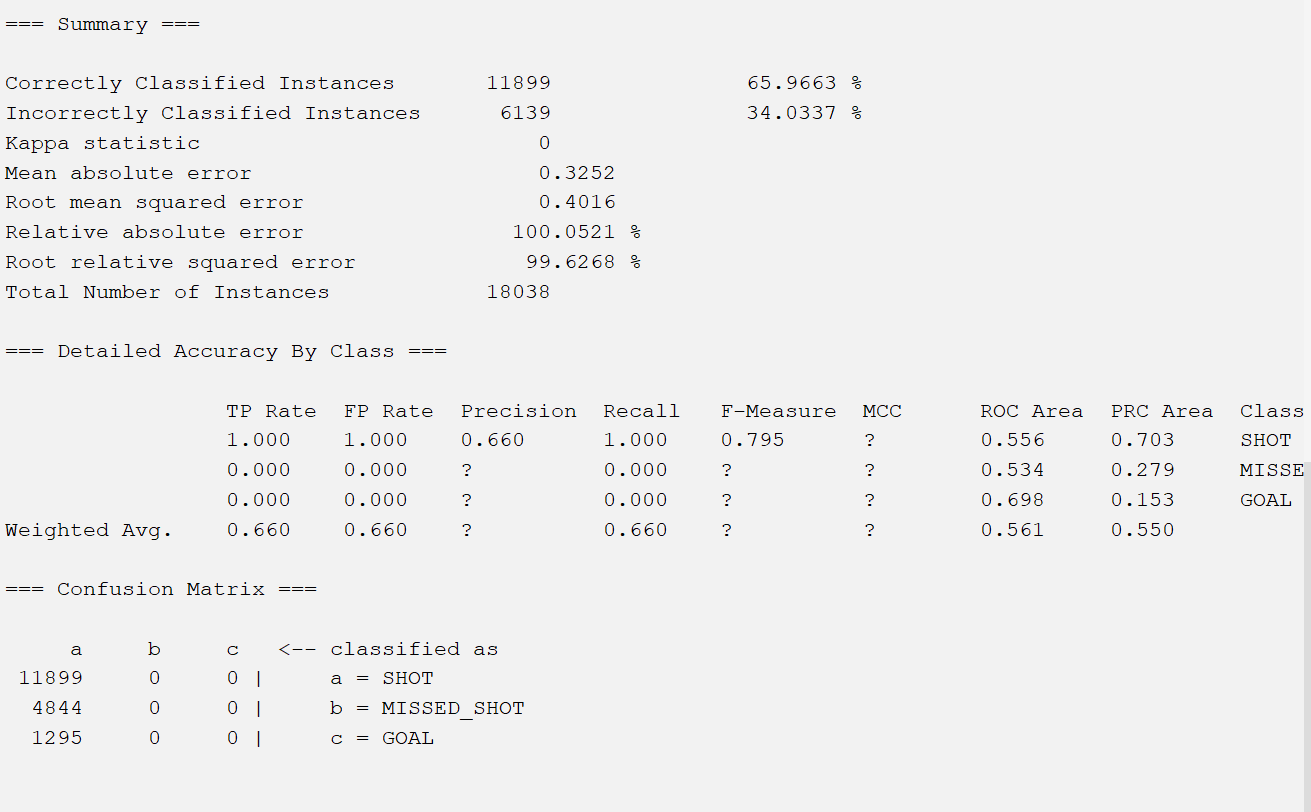 === Summary ===
Correctly Classified Instances 11899 65.9663 %
Incorrectly Classified Instances 6139 34.0337 %
Kappa statistic 0
Mean absolute error 0.3252
Root mean squared error 0.4016
Relative absolute error 100.0521 %
Root relative squared error 99.6268 %
Total Number of Instances 18038
=== Detailed Accuracy By Class ===
TP Rate FP Rate Precision Recall F-Measure MCC ROC Area PRC Area Class
1.000 1.000 0.660 1.000 0.795 ? 0.556 0.703 SHOT
0.000 0.000 ? 0.000 ? ? 0.534 0.279 MISSE
0.000 0.000 ? 0.000 ? ? 0.698 0.153 GOAL
Weighted Avg. 0.660 0.660 ? 0.660 ? ? 0.561 0.550
=== Confusion Matrix ===
a b c <-- classified as
11899 0 0 | a = SHOT
4844 0 0 | b = MISSED_SHOT
1295 0 0 | c = GOAL